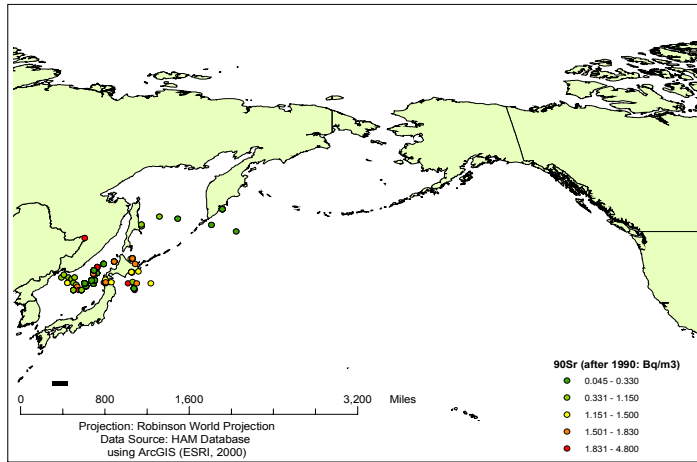 90Sr (after 1990: Bq/m3)
0.045 - 0.330
0.331 - 1.150
1.151 - 1.500
1.501 - 1.830
1.831 - 4.800
0 800 1,600 3,200 Miles
Projection: Robinson World Projection
Data Source: HAM Database
using ArcGIS (ESRI, 2000)